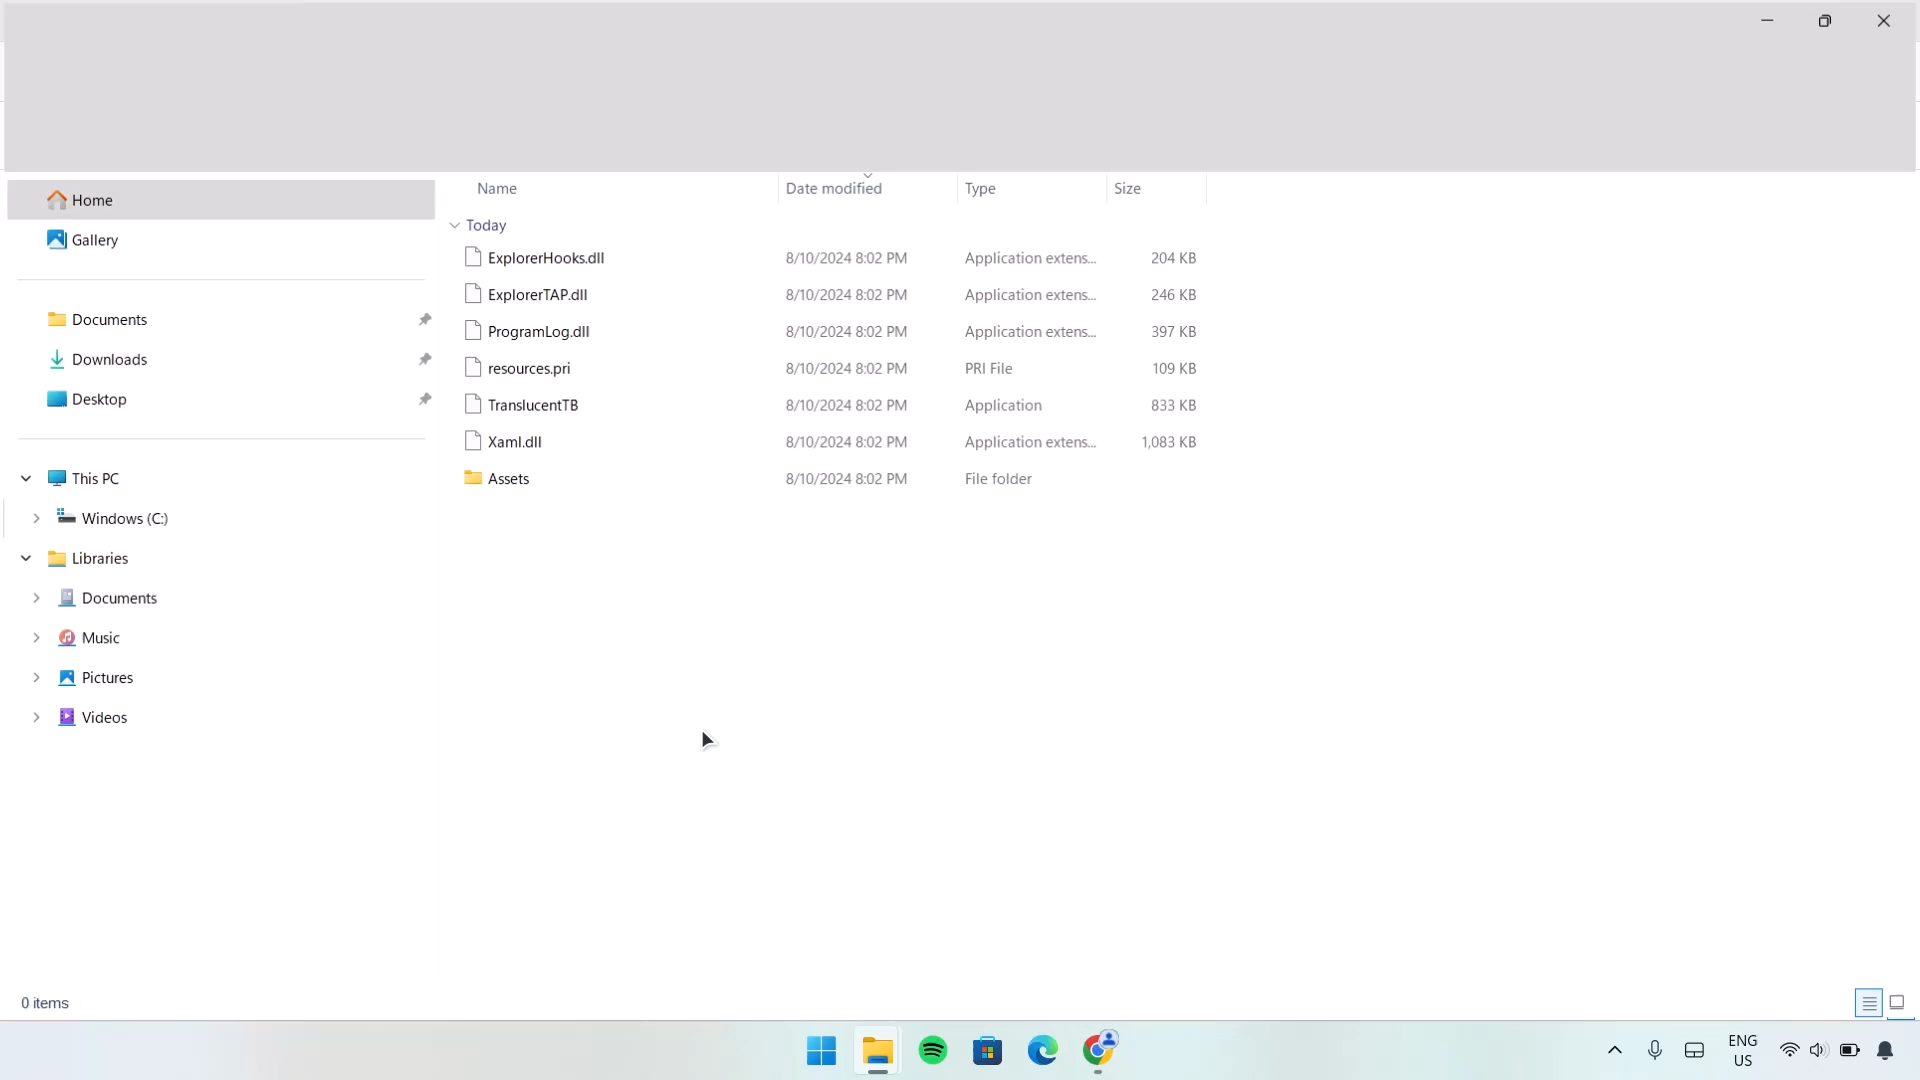 Name Date modified Type Size
Home
Gallery
Documents
Downloads
Desktop
This PC
Windows (C:)
Libraries
Documents
Music
Pictures
Videos
Today
ExplorerHooks.dll 8/10/2024 8:02 PM Application extens... 204 KB
ExplorerTAP.dll 8/10/2024 8:02 PM Application extens... 246 KB
ProgramLog.dll 8/10/2024 8:02 PM Application extens... 397 KB
resources.pri 8/10/2024 8:02 PM PRI File 109 KB
TranslucentTB 8/10/2024 8:02 PM Application 833 KB
Xaml.dll 8/10/2024 8:02 PM Application extens... 1,083 KB
Assets 8/10/2024 8:02 PM File folder
0 items
ENG
US